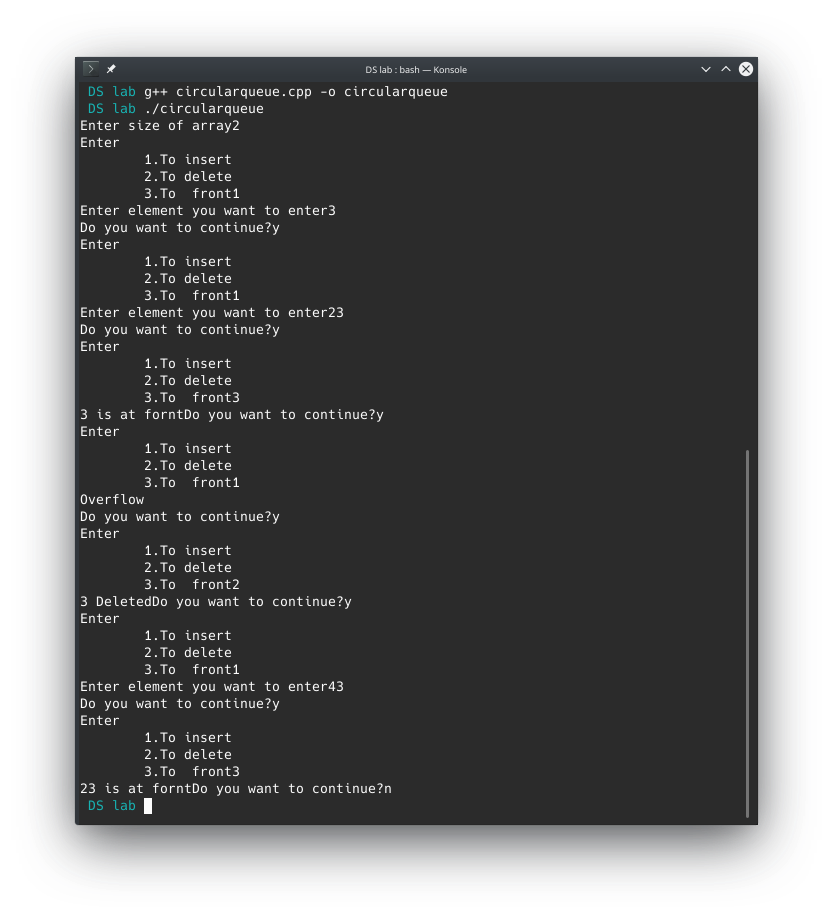 DS lab : bash — Konsole
DS lab g++ circularqueue.cpp -o circularqueue
DS lab ./circularqueue
Enter size of array2
Enter
1.To insert
2.To delete
3.To  front1
Enter element you want to enter3
Do you want to continue?y
Enter
1.To insert
2.To delete
3.To  front1
Enter element you want to enter23
Do you want to continue?y
Enter
1.To insert
2.To delete
3.To  front3
3 is at forntDo you want to continue?y
Enter
1.To insert
2.To delete
3.To  front1
Overflow
Do you want to continue?y
Enter
1.To insert
2.To delete
3.To  front2
3 DeletedDo you want to continue?y
Enter
1.To insert
2.To delete
3.To  front1
Enter element you want to enter43
Do you want to continue?y
Enter
1.To insert
2.To delete
3.To  front3
23 is at forntDo you want to continue?n
DS lab